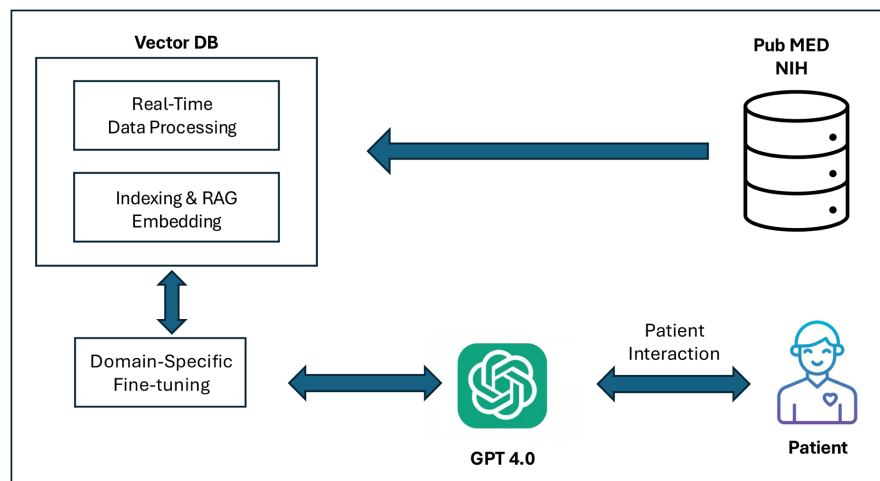 Vector DB
Pub MED
NIH
Real-Time
Data Processing
Indexing & RAG
Embedding
Domain-Specific
Fine-tuning
Patient
Interaction
GPT 4.0
Patient